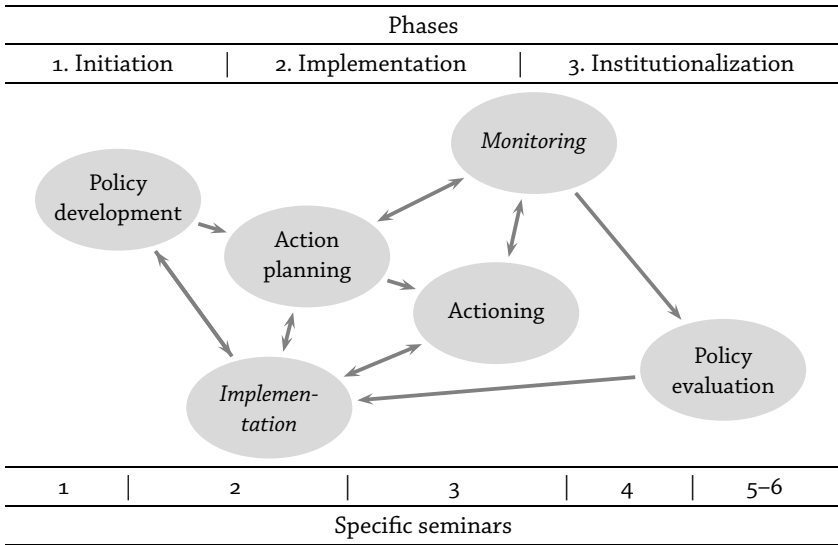 Phases
1. Initiation | 2. Implementation | 3. Institutionalization
Monitoring
Policy
development
Action
planning
Actioning
Policy
evaluation
Implemen-
tation
1 | 2 | 3 | 4 | 5–6
Specific seminars